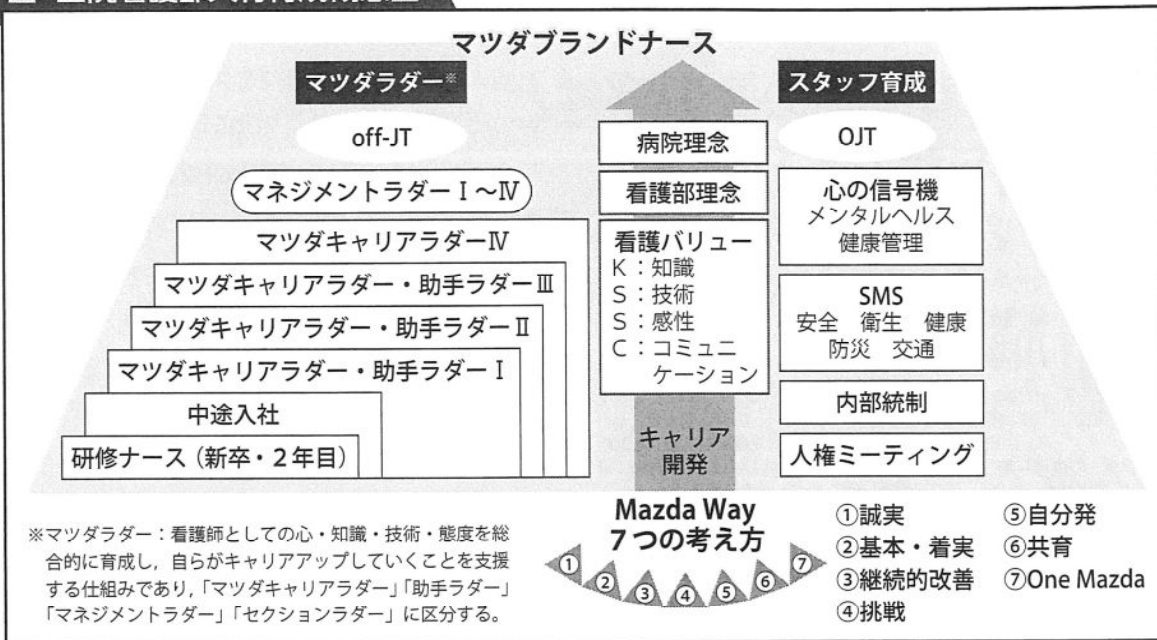 マツダブランドナース
マツダラダー※
off-JT
マネジメントラダーⅠ～Ⅳ
マツダキャリアラダーⅣ
マツダキャリアラダー・助手ラダーⅢ
マツダキャリアラダー・助手ラダーⅡ
マツダキャリアラダー・助手ラダーⅠ
中途入社
研修ナース（新卒・2年目）
病院理念
看護部理念
看護バリュー
K：知識
S：技術
S：感性
C：コミュニ
ケーション
キャリア
開発
スタッフ育成
OJT
心の信号機
メンタルヘルス
健康管理
SMS
安全　衛生　健康
防災　交通
内部統制
人権ミーティング
※マツダラダー：看護師としての心・知識・技術・態度を総
合的に育成し，自らがキャリアアップしていくことを支援
する仕組みであり，「マツダキャリアラダー」「助手ラダー」
「マネジメントラダー」「セクションラダー」に区分する。
Mazda Way
7つの考え方
① ② ③ ④ ⑤ ⑥ ⑦
①誠実
②基本・着実
③継続的改善
④挑戦
⑤自分発
⑥共育
⑦One Mazda